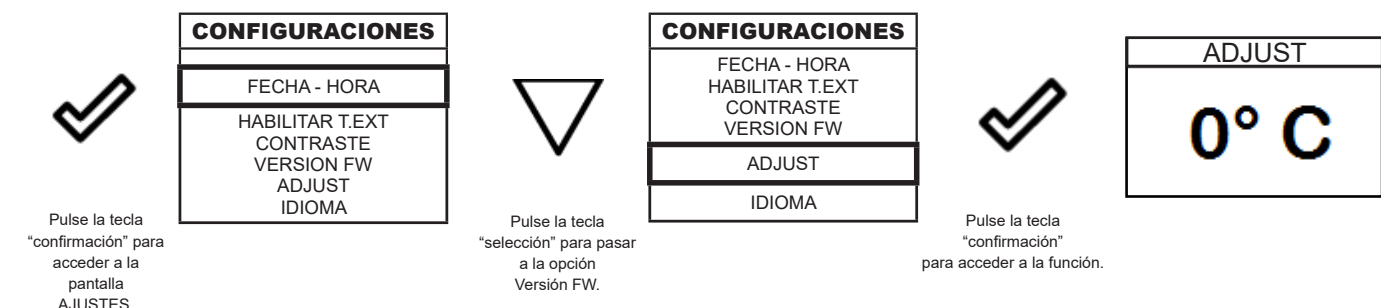 CONFIGURACIONES
FECHA - HORA
HABILITAR T.EXT
CONTRASTE
VERSION FW
ADJUST
IDIOMA
Pulse la tecla
“confirmación” para
acceder a la
pantalla
AJUSTES
Pulse la tecla
“selección” para pasar
a la opción
Versión FW.
CONFIGURACIONES
FECHA - HORA
HABILITAR T.EXT
CONTRASTE
VERSION FW
ADJUST
IDIOMA
Pulse la tecla
“confirmación”
para acceder a la función.
ADJUST
0° C